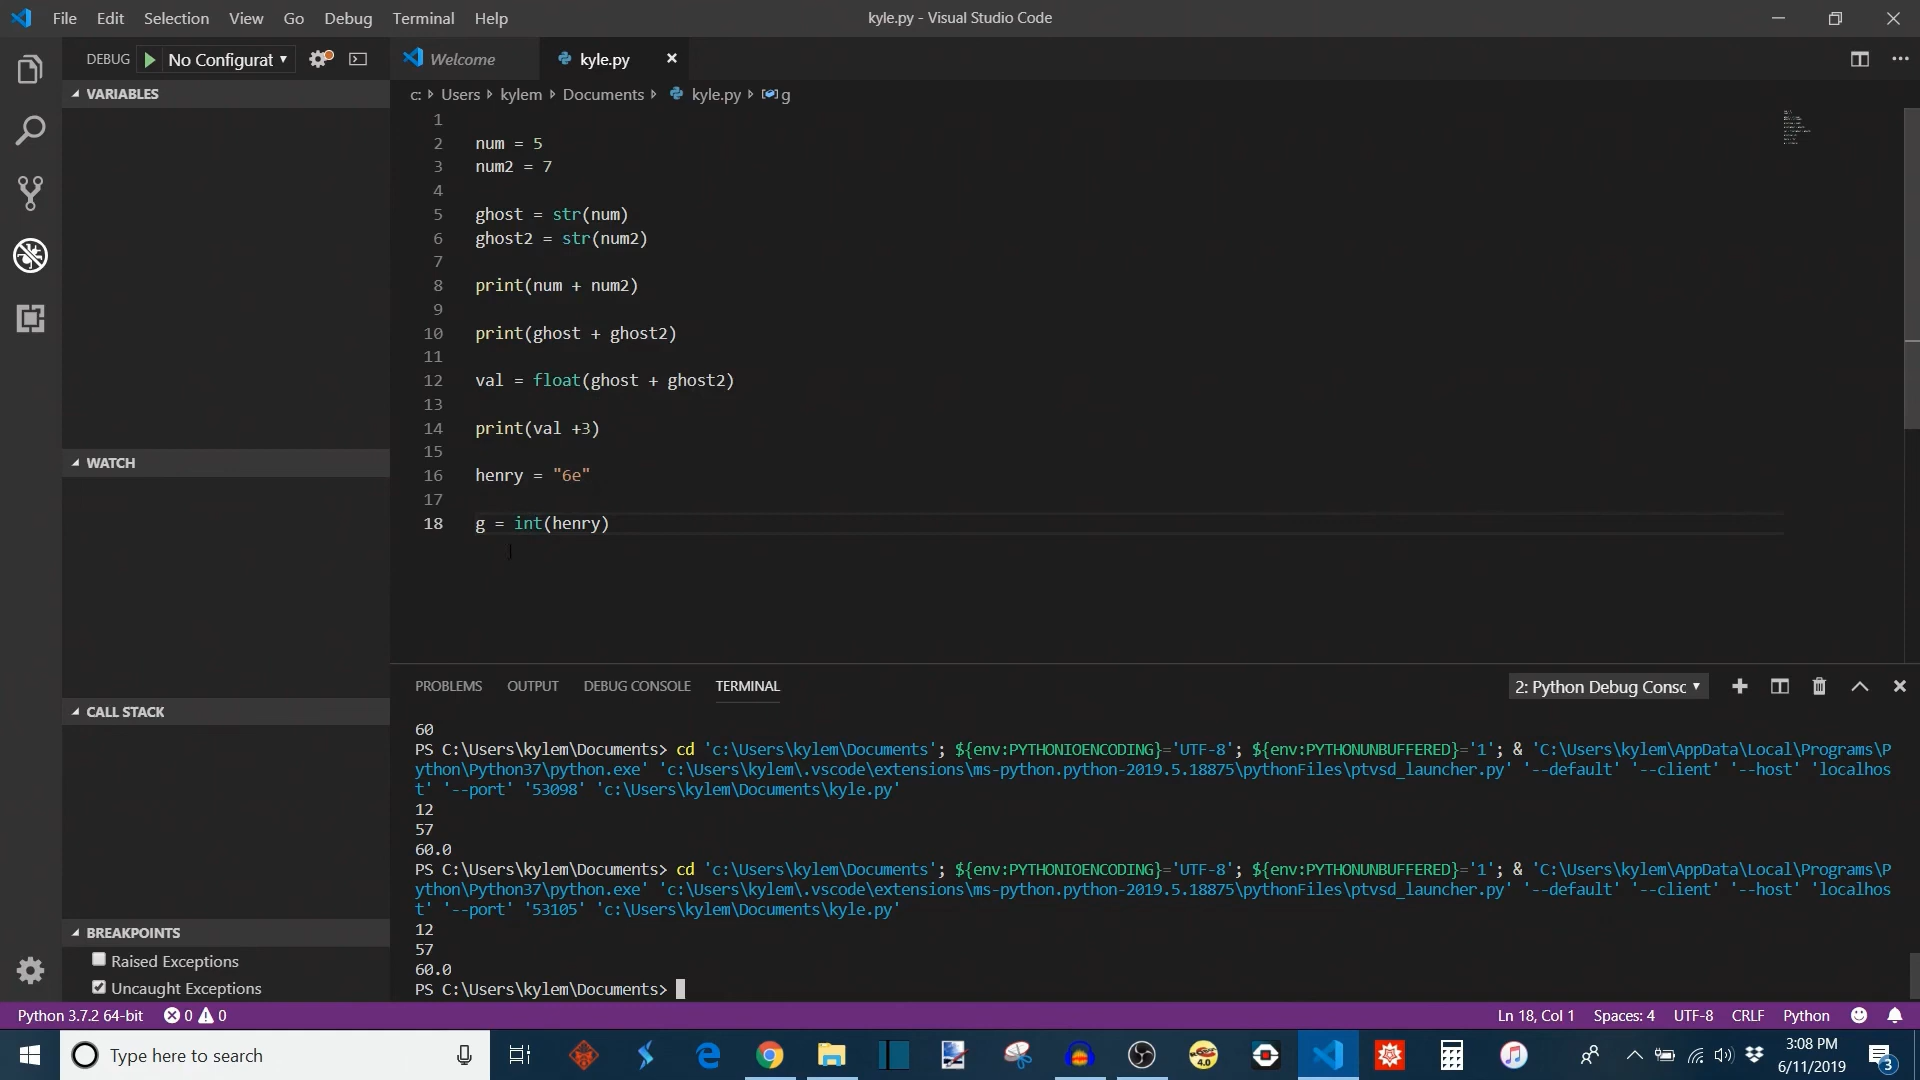 File Edit Selection View Go Debug Terminal Help
kyle.py - Visual Studio Code
DEBUG No Configurat
Welcome
kyle.py
VARIABLES
c: Users kylem Documents kyle.py g
1
2 num = 5
3 num2 = 7
4
5 ghost = str(num)
6 ghost2 = str(num2)
7
8 print(num + num2)
9
10 print(ghost + ghost2)
11
12 val = float(ghost + ghost2)
13
14 print(val +3)
15
16 henry = "6e"
17
18 g = int(henry)
WATCH
CALL STACK
BREAKPOINTS
Raised Exceptions
Uncaught Exceptions
PROBLEMS OUTPUT DEBUG CONSOLE TERMINAL
2: Python Debug Consc
60
PS C:\Users\kylem\Documents> cd 'c:\Users\kylem\Documents'; ${env:PYTHONIOENCODING}='UTF-8'; ${env:PYTHONUNBUFFERED}='1'; & 'C:\Users\kylem\AppData\Local\Programs\P
ython\Python37\python.exe' 'c:\Users\kylem\.vscode\extensions\ms-python.python-2019.5.18875\pythonFiles\ptvsd_launcher.py' '--default' '--client' '--host' 'localhos
t' '--port' '53098' 'c:\Users\kylem\Documents\kyle.py'
12
57
60.0
PS C:\Users\kylem\Documents> cd 'c:\Users\kylem\Documents'; ${env:PYTHONIOENCODING}='UTF-8'; ${env:PYTHONUNBUFFERED}='1'; & 'C:\Users\kylem\AppData\Local\Programs\P
ython\Python37\python.exe' 'c:\Users\kylem\.vscode\extensions\ms-python.python-2019.5.18875\pythonFiles\ptvsd_launcher.py' '--default' '--client' '--host' 'localhos
t' '--port' '53105' 'c:\Users\kylem\Documents\kyle.py'
12
57
60.0
PS C:\Users\kylem\Documents>
Python 3.7.2 64-bit 0 0
Ln 18, Col 1 Spaces: 4 UTF-8 CRLF Python
Type here to search
4.0
3:08 PM
6/11/2019
3